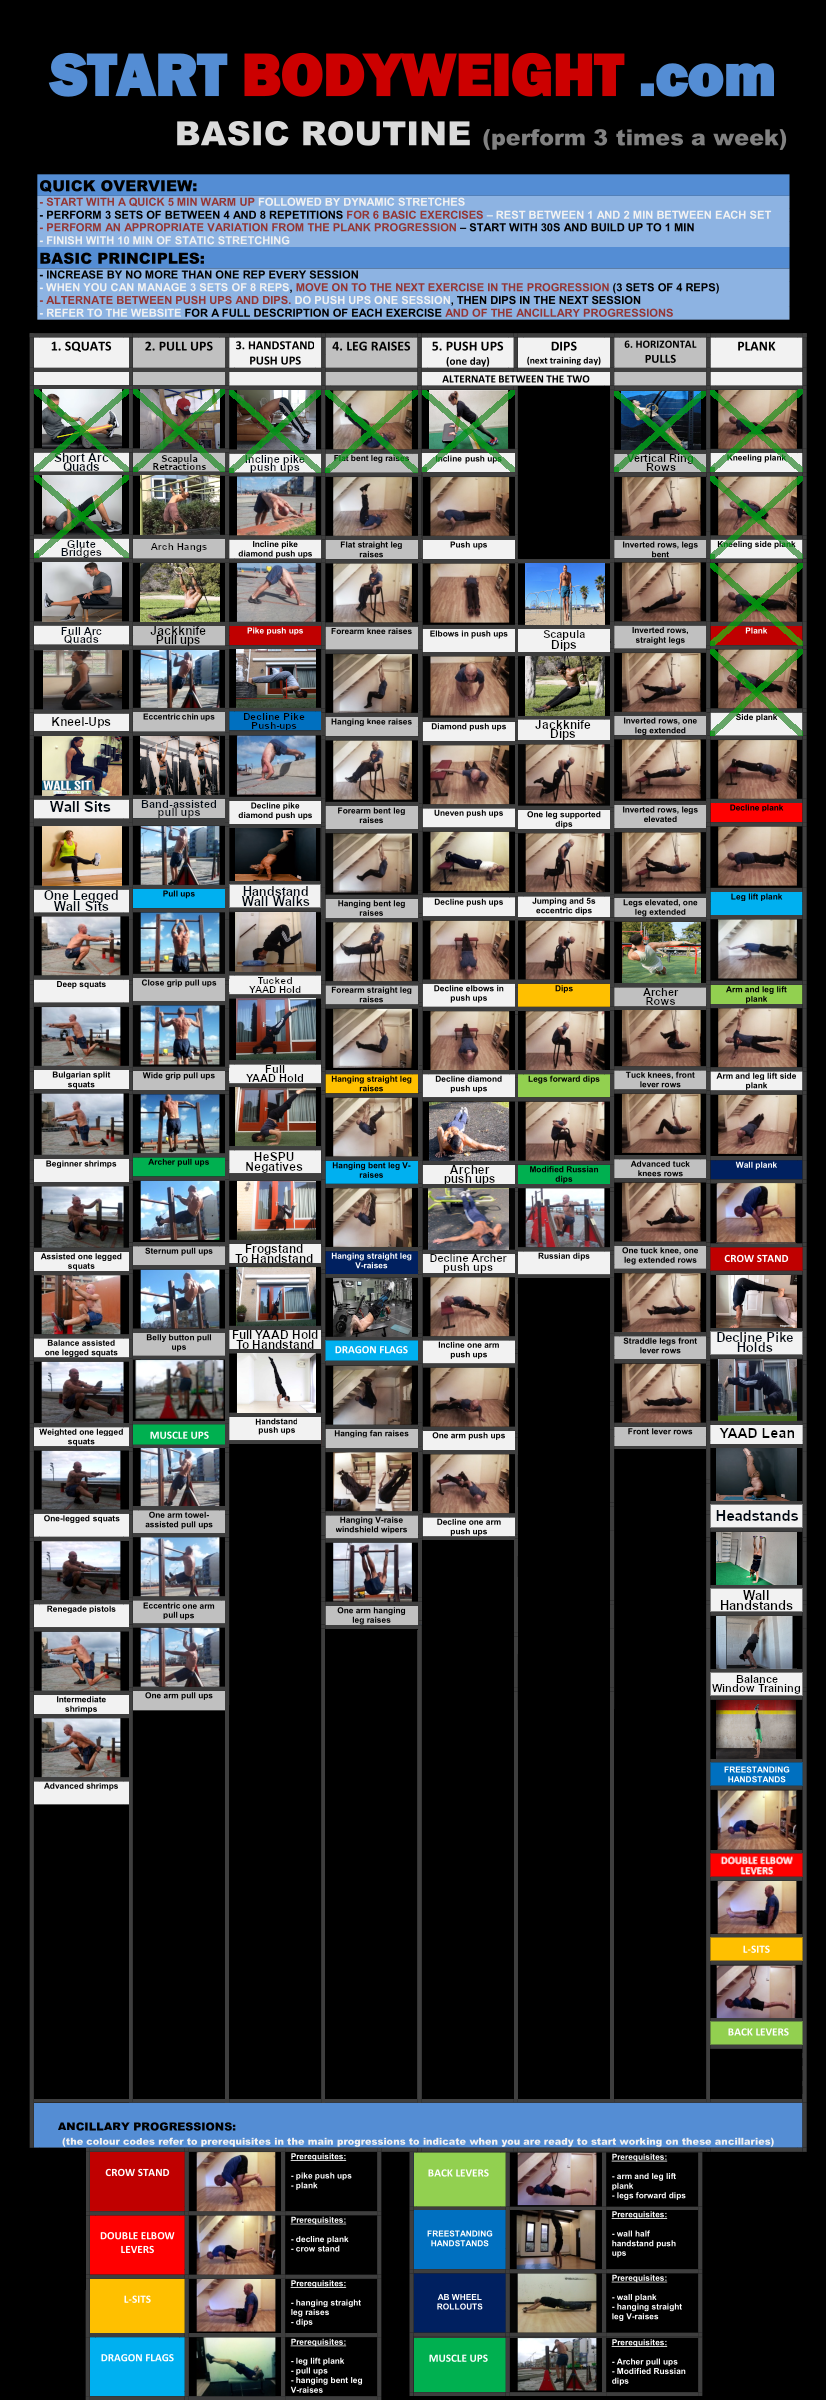 START BODYWEIGHT .com
BASIC ROUTINE (perform 3 times a week)
QUICK OVERVIEW:
- START WITH A QUICK 5 MIN WARM UP FOLLOWED BY DYNAMIC STRETCHES
- PERFORM 3 SETS OF BETWEEN 4 AND 8 REPETITIONS FOR 6 BASIC EXERCISES – REST BETWEEN 1 AND 2 MIN BETWEEN EACH SET
- PERFORM AN APPROPRIATE VARIATION FROM THE PLANK PROGRESSION – START WITH 30S AND BUILD UP TO 1 MIN
- FINISH WITH 10 MIN OF STATIC STRETCHING
BASIC PRINCIPLES:
- INCREASE BY NO MORE THAN ONE REP EVERY SESSION
- WHEN YOU CAN MANAGE 3 SETS OF 8 REPS, MOVE ON TO THE NEXT EXERCISE IN THE PROGRESSION (3 SETS OF 4 REPS)
- ALTERNATE BETWEEN PUSH UPS AND DIPS. DO PUSH UPS ONE SESSION, THEN DIPS IN THE NEXT SESSION
- REFER TO THE WEBSITE FOR A FULL DESCRIPTION OF EACH EXERCISE AND OF THE ANCILLARY PROGRESSIONS
1. SQUATS
Short Arc
Quads
Glute
Bridges
Full Arc
Quads
Kneel-Ups
WALL SIT
Wall Sits
One Legged
Wall Sits
Deep squats
Bulgarian split
squats
Beginner shrimps
Assisted one legged
squats
Balance assisted
one legged squats
Weighted one legged
squats
One-legged squats
Renegade pistols
Intermediate
shrimps
Advanced shrimps
2. PULL UPS
Scapula
Retractions
Arch Hangs
Jackknife
Pull ups
Eccentric chin ups
Band-assisted
pull ups
Pull ups
Close grip pull ups
Wide grip pull ups
Archer pull ups
Sternum pull ups
Belly button pull
ups
MUSCLE UPS
One arm towel-
assisted pull ups
Eccentric one arm
pull ups
One arm pull ups
3. HANDSTAND
PUSH UPS
Incline pike
push ups
Incline pike
diamond push ups
Pike push ups
Decline Pike
Push-ups
Decline pike
diamond push ups
Handstand
Wall Walks
Tucked
YAAD Hold
Full
YAAD Hold
HeSPU
Negatives
Frogstand
To Handstand
Full YAAD Hold
To Handstand
Handstand
push ups
4. LEG RAISES
Flat bent leg raises
Flat straight leg
raises
Forearm knee raises
Hanging knee raises
Forearm bent leg
raises
Hanging bent leg
raises
Forearm straight leg
raises
Hanging straight leg
raises
Hanging bent leg V-
raises
Hanging straight leg
V-raises
DRAGON FLAGS
Hanging fan raises
Hanging V-raise
windshield wipers
One arm hanging
leg raises
5. PUSH UPS
(one day)
DIPS
(next training day)
ALTERNATE BETWEEN THE TWO
Incline push ups
Push ups
Elbows in push ups
Diamond push ups
Uneven push ups
Decline push ups
Decline elbows in
push ups
Decline diamond
push ups
Archer
push ups
Decline Archer
push ups
Incline one arm
push ups
One arm push ups
Decline one arm
push ups
Scapula
Dips
Jackknife
Dips
One leg supported
dips
Jumping and 5s
eccentric dips
Dips
Legs forward dips
Modified Russian
dips
Russian dips
6. HORIZONTAL
PULLS
Vertical Ring
Rows
Inverted rows, legs
bent
Inverted rows,
straight legs
Inverted rows, one
leg extended
Inverted rows, legs
elevated
Legs elevated, one
leg extended
Archer
Rows
Tuck knees, front
lever rows
Advanced tuck
knees rows
One tuck knee, one
leg extended rows
Straddle legs front
lever rows
Front lever rows
PLANK
Kneeling plank
Kneeling side plank
Plank
Side plank
Decline plank
Leg lift plank
Arm and leg lift
plank
Arm and leg lift side
plank
Wall plank
CROW STAND
Decline Pike
Holds
YAAD Lean
Headstands
Wall
Handstands
Balance
Window Training
FREESTANDING
HANDSTANDS
DOUBLE ELBOW
LEVERS
L-SITS
BACK LEVERS
ANCILLARY PROGRESSIONS:
(the colour codes refer to prerequisites in the main progressions to indicate when you are ready to start working on these ancillaries)
CROW STAND
Prerequisites:
- pike push ups
- plank
DOUBLE ELBOW
LEVERS
Prerequisites:
- decline plank
- crow stand
L-SITS
Prerequisites:
- hanging straight
leg raises
- dips
DRAGON FLAGS
Prerequisites:
- leg lift plank
- pull ups
- hanging bent leg
V-raises
BACK LEVERS
Prerequisites:
- arm and leg lift
plank
- legs forward dips
FREESTANDING
HANDSTANDS
Prerequisites:
- wall half
handstand push
ups
AB WHEEL
ROLLOUTS
Prerequisites:
- wall plank
- hanging straight
leg V-raises
MUSCLE UPS
Prerequisites:
- Archer pull ups
- Modified Russian
dips